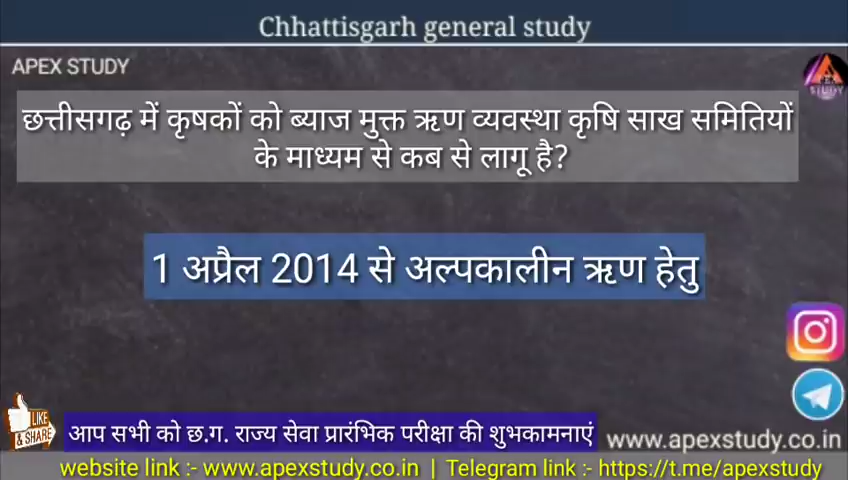 Chhattisgarh general study
APEX STUDY
APEX
STUDY
छत्तीसगढ़ में कृषकों को ब्याज मुक्त ऋण व्यवस्था कृषि साख समितियों
के माध्यम से कब से लागू है?
1 अप्रैल 2014 से अल्पकालीन ऋण हेतु
LIKE
& SHARE
आप सभी को छ.ग. राज्य सेवा प्रारंभिक परीक्षा की शुभकामनाएं
www.apexstudy.co.in
website link :- www.apexstudy.co.in | Telegram link :- https://t.me/apexstudy